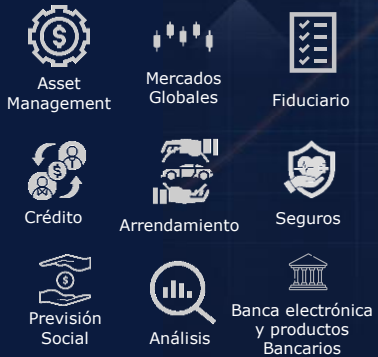 Asset
Management
Mercados
Globales
Fiduciario
Crédito
Arrendamiento
Seguros
Previsión
Social
Análisis
Banca electrónica
y productos
Bancarios